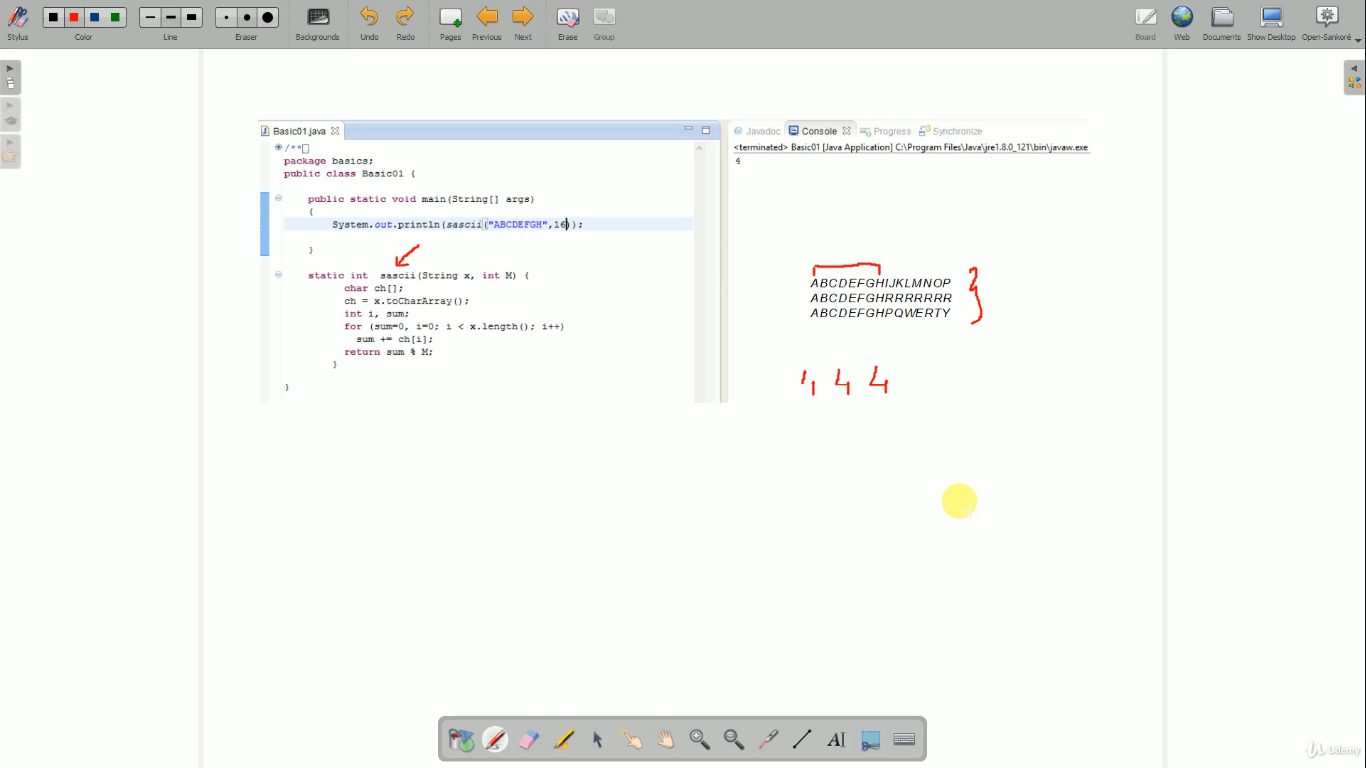 Stylus
Color
Line
Eraser
Backgrounds
Undo
Redo
Pages
Previous
Next
Erase
Group
Board
Web
Documents
Show Desktop
Open-Sankoré
Basic01.java
/**
package basics;
public class Basic01 {
public static void main(String[] args)
{
System.out.println(sascii("ABCDEFGH",16));
}
static int sascii(String x, int M) {
char ch[];
ch = x.toCharArray();
int i, sum;
for (sum=0, i=0; i < x.length(); i++)
sum += ch[i];
return sum % M;
}
}
@ Javadoc Console Progress Synchronize
<terminated> Basic01 [Java Application] C:\Program Files\Java\jre1.8.0_121\bin\javaw.exe
4
ABCDEFGHIJKLMNOP
ABCDEFGHRRRRRRR
ABCDEFGHPQWERTY
4 4 4
AI
Udemy